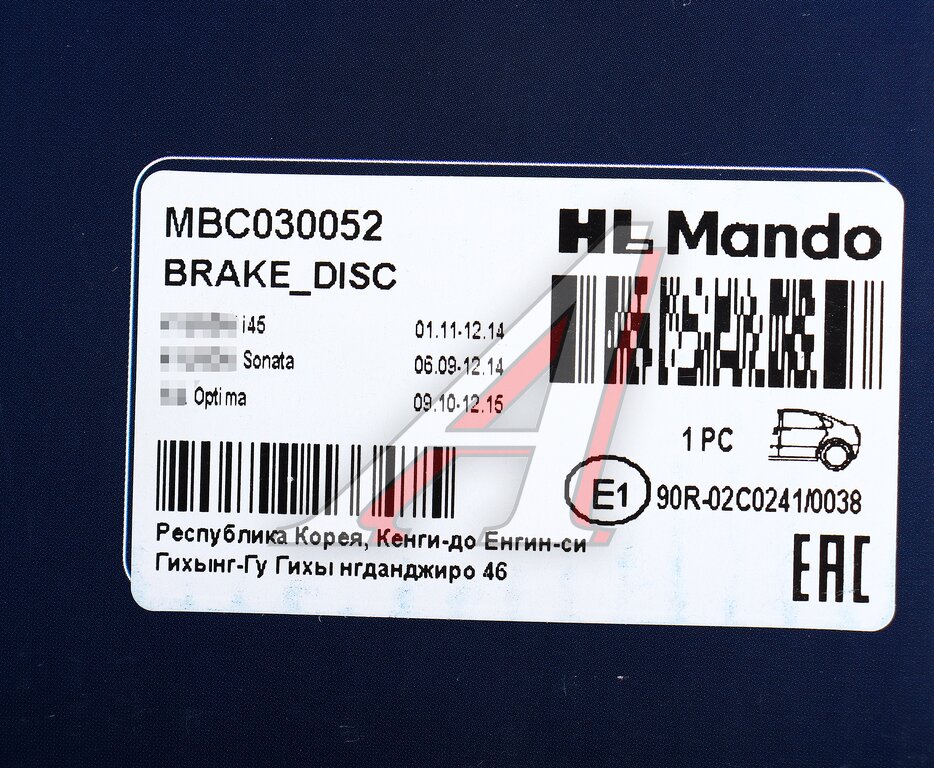 MBC030052
BRAKE_DISC
HL Mando
i45 01.11-12.14
Sonata 06.09-12.14
Optima 09.10-12.15
1 PC
E1 90R-02C0241/0038
Республика Корея, Кенги-до Енгин-си
Гихынг-Гу Гихы нгданджиро 46
EAC